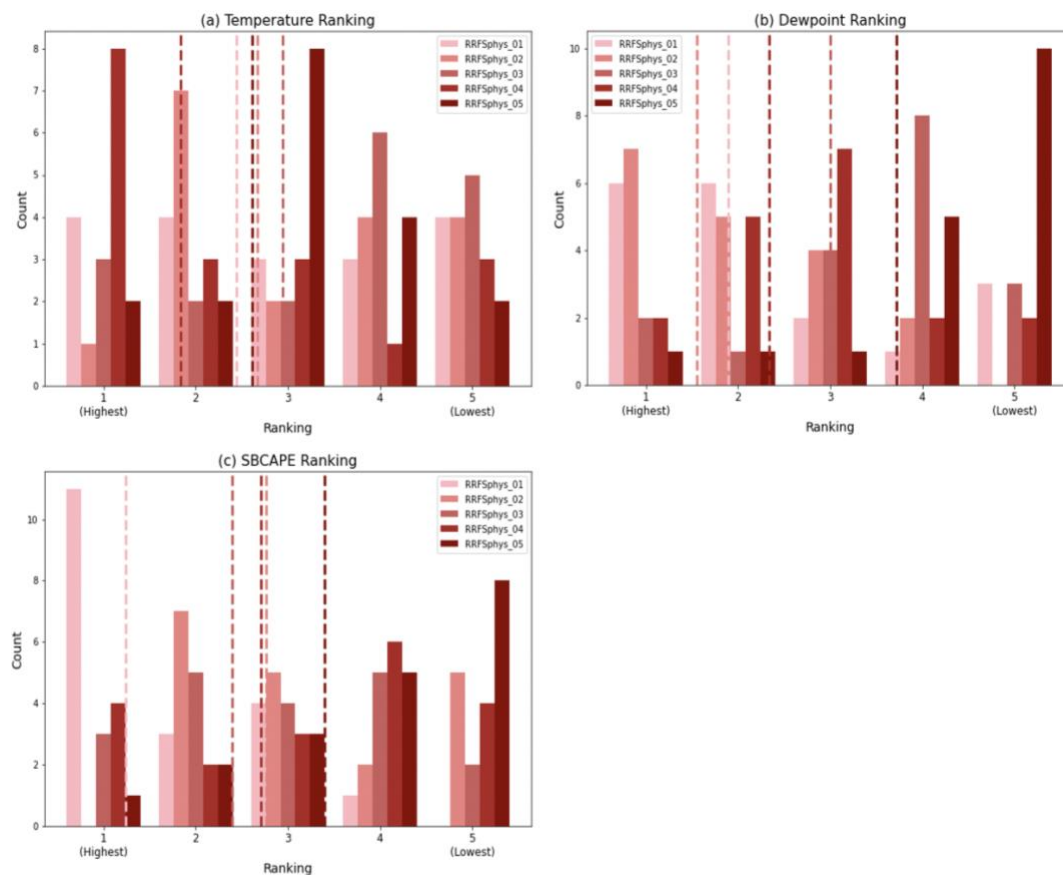 (a) Temperature Ranking
8
7
6
5
4
3
2
1
0
Count
RRFSphys_01
RRFSphys_02
RRFSphys_03
RRFSphys_04
RRFSphys_05
1 2 3 4 5
(Highest) (Lowest)
Ranking
(b) Dewpoint Ranking
10
8
6
4
2
0
Count
RRFSphys_01
RRFSphys_02
RRFSphys_03
RRFSphys_04
RRFSphys_05
1 2 3 4 5
(Highest) (Lowest)
Ranking
(c) SBCAPE Ranking
10
8
6
4
2
0
Count
RRFSphys_01
RRFSphys_02
RRFSphys_03
RRFSphys_04
RRFSphys_05
1 2 3 4 5
(Highest) (Lowest)
Ranking